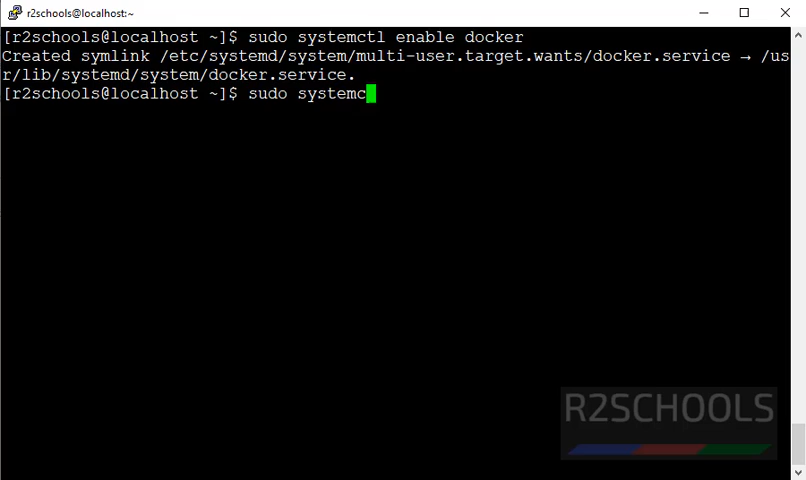 r2schools@localhost:~
[r2schools@localhost ~]$ sudo systemctl enable docker
Created symlink /etc/systemd/system/multi-user.target.wants/docker.service → /us
r/lib/systemd/system/docker.service.
[r2schools@localhost ~]$ sudo systemc
R2SCHOOLS